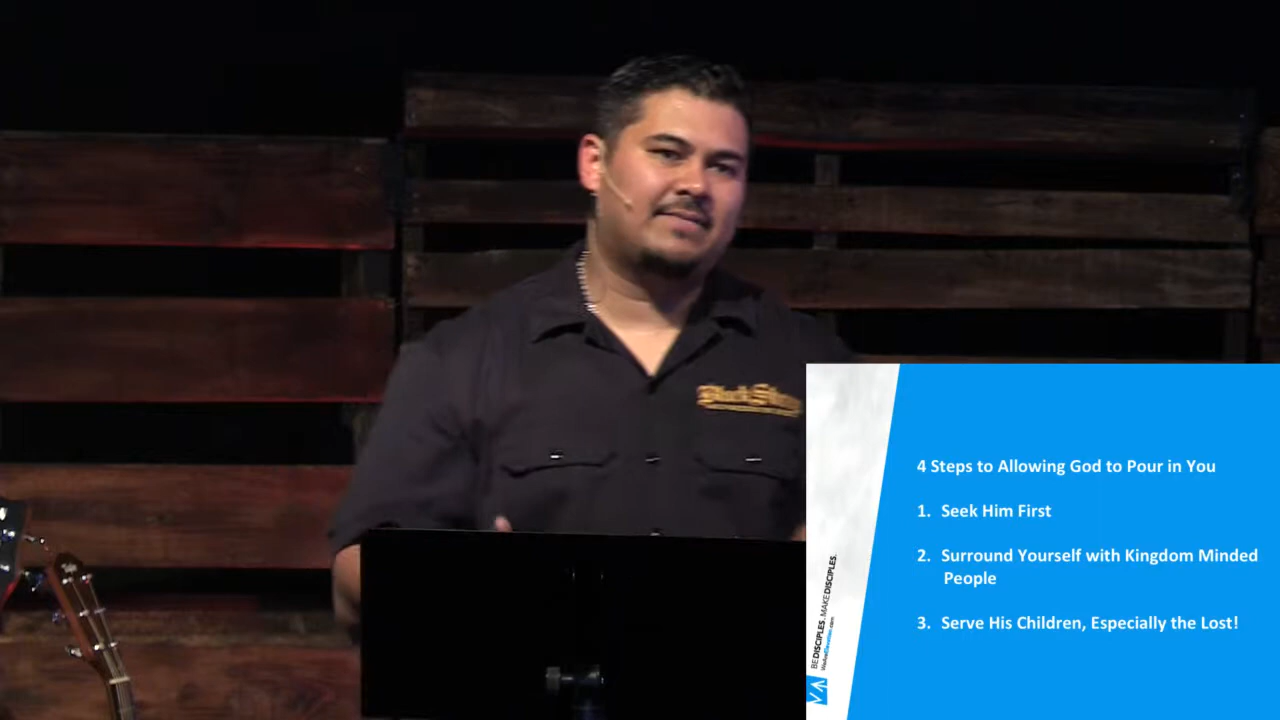 4 Steps to Allowing God to Pour in You
1. Seek Him First
2. Surround Yourself with Kingdom Minded
People
3. Serve His Children, Especially the Lost!
BEDISCIPLES. MAKEDISCIPLES.